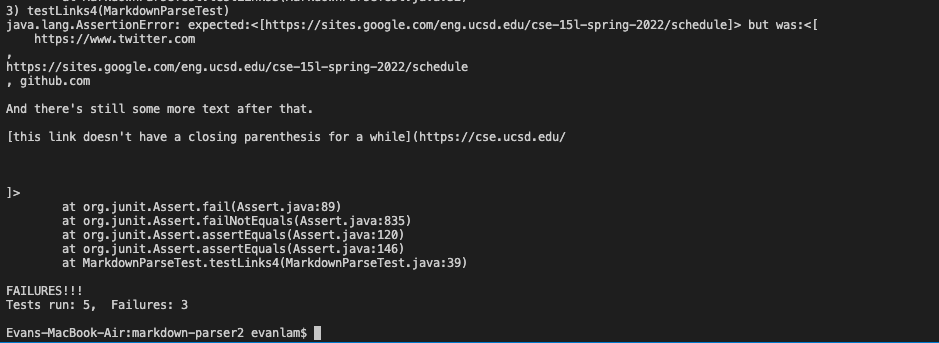 3) testLinks4(MarkdownParseTest)
java.lang.AssertionError: expected:<[https://sites.google.com/eng.ucsd.edu/cse-15l-spring-2022/schedule]> but was:<[
    https://www.twitter.com
,
https://sites.google.com/eng.ucsd.edu/cse-15l-spring-2022/schedule
, github.com
And there's still some more text after that.
[this link doesn't have a closing parenthesis for a while](https://cse.ucsd.edu/
]>
        at org.junit.Assert.fail(Assert.java:89)
        at org.junit.Assert.failNotEquals(Assert.java:835)
        at org.junit.Assert.assertEquals(Assert.java:120)
        at org.junit.Assert.assertEquals(Assert.java:146)
        at MarkdownParseTest.testLinks4(MarkdownParseTest.java:39)
FAILURES!!!
Tests run: 5,  Failures: 3
Evans-MacBook-Air:markdown-parser2 evanlam$